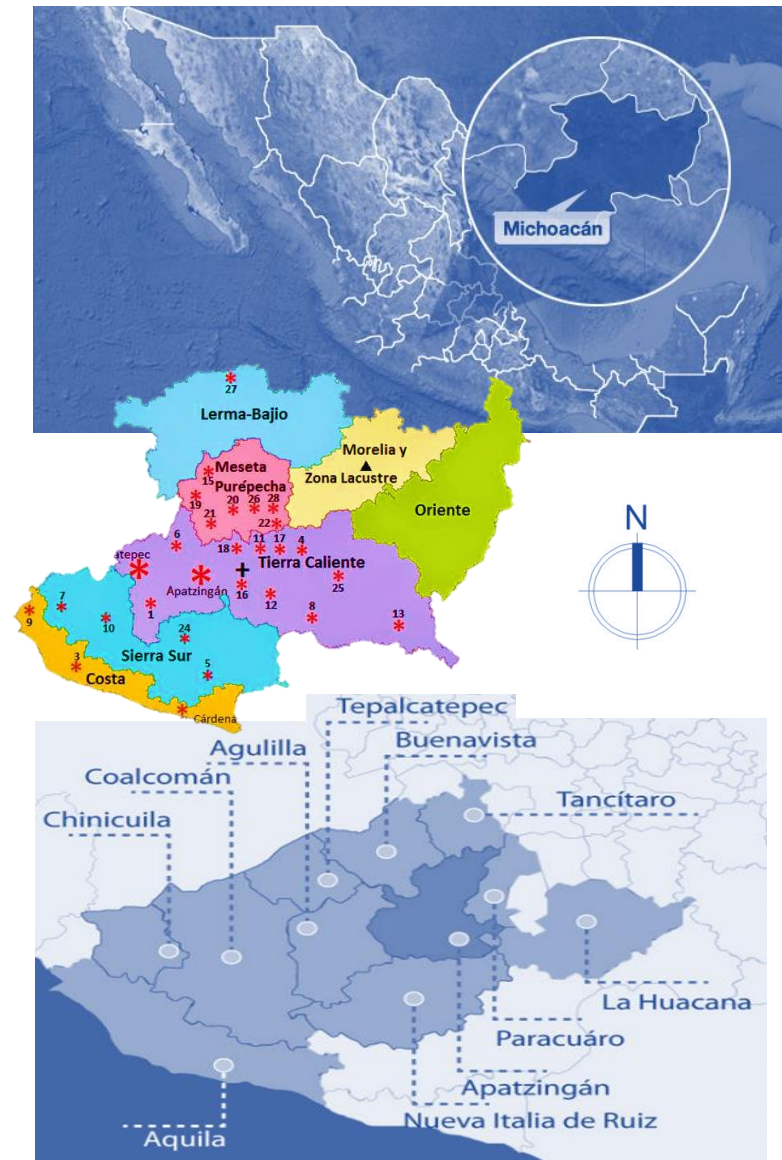 Michoacán
27
Lerma-Bajio
Morelia y
Zona Lacustre
Meseta
Purépecha
15
19
20
26
28
21
22
Oriente
N
6
18
11
17
4
Tierra Caliente
atepec
Apatzingán
16
12
25
7
9
10
1
24
8
13
3
Sierra Sur
5
Costa
Cárdena
Tepalcatepec
Buenavista
Agulilla
Coalcomán
Chinicuila
Tancítaro
La Huacana
Paracuáro
Apatzingán
Nueva Italia de Ruiz
Aquila